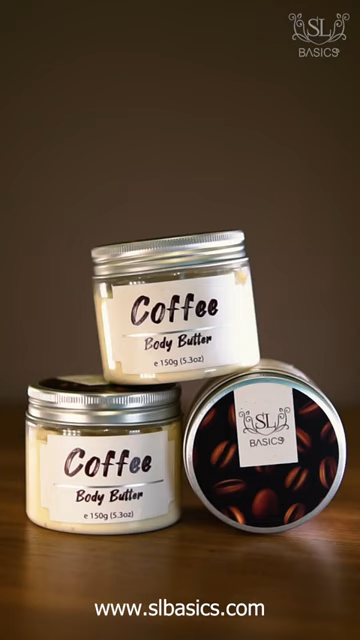 SL
BASICS
Coffee
Body Butter
e 150g (5.3oz)
Coffee
Body Butter
e 150g (5.3oz)
SL
BASICS
www.slbasics.com